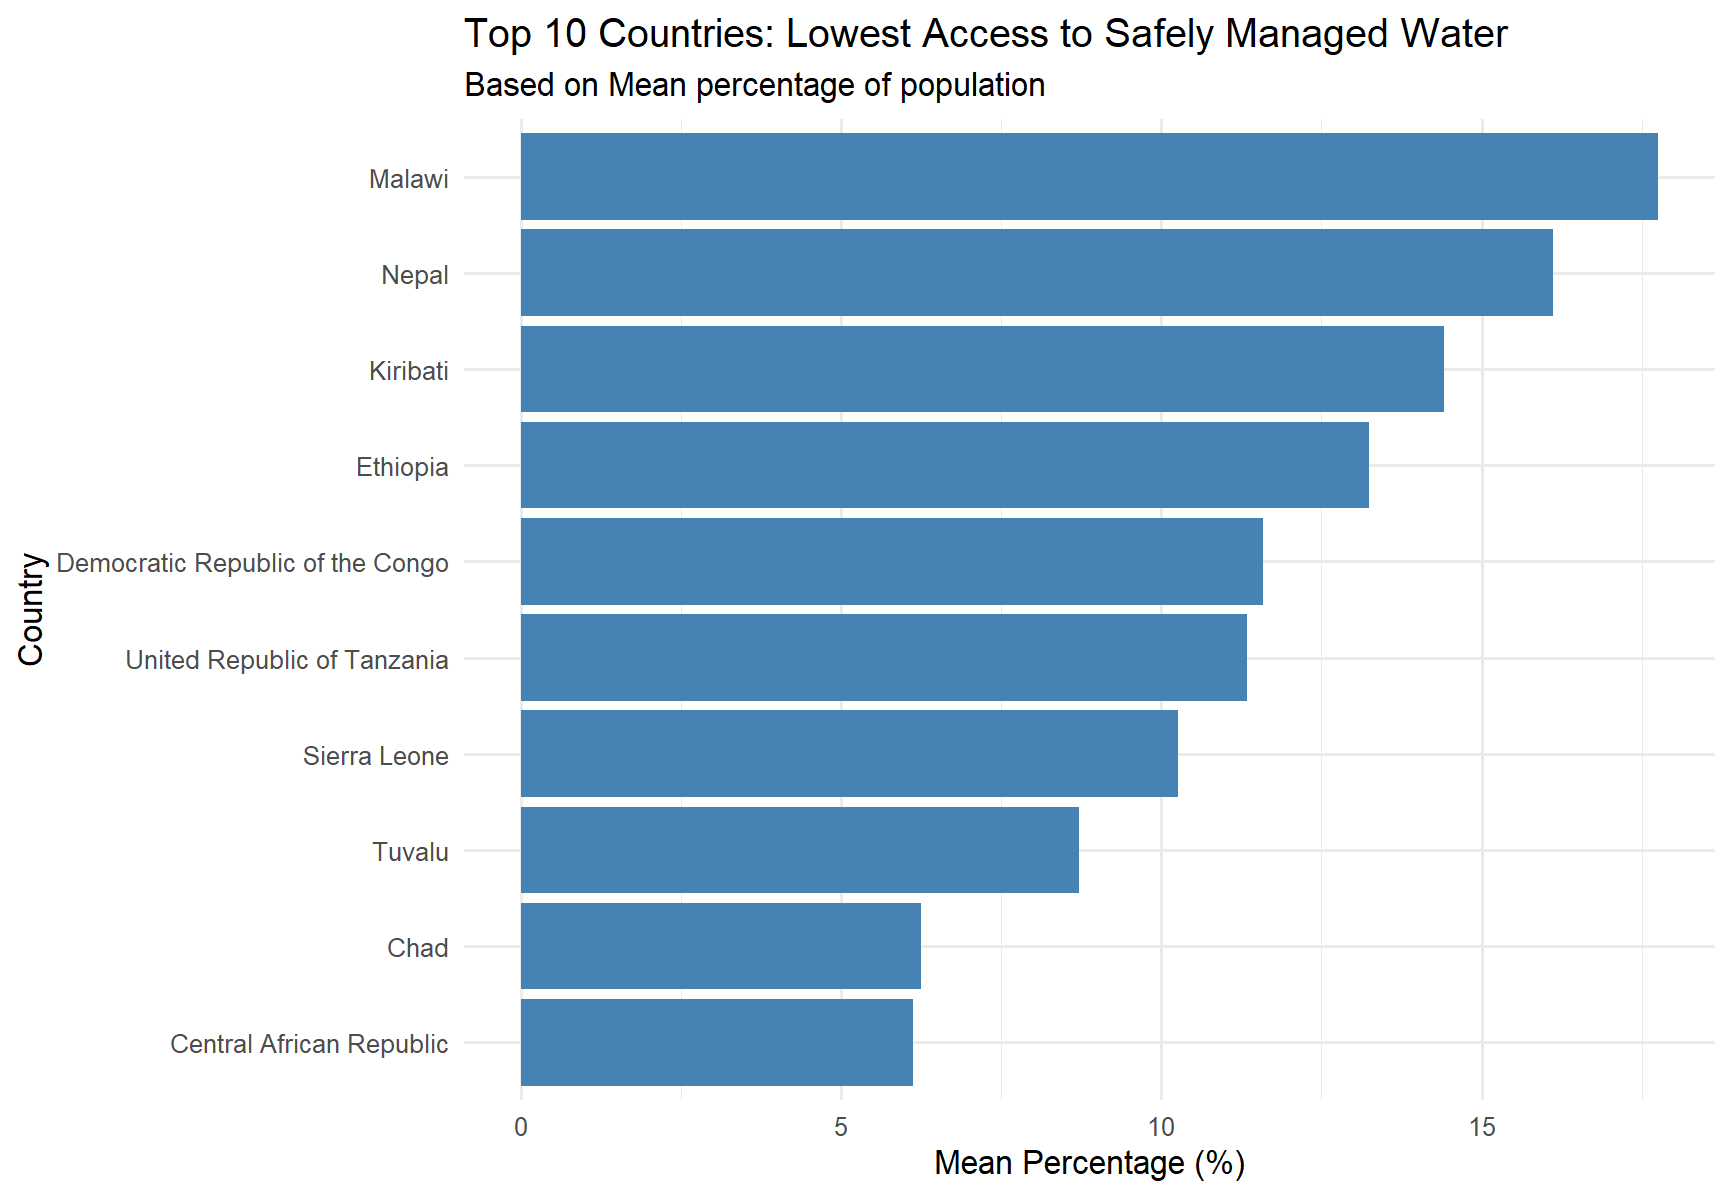 Top 10 Countries: Lowest Access to Safely Managed Water
Based on Mean percentage of population
Country
Malawi
Nepal
Kiribati
Ethiopia
Democratic Republic of the Congo
United Republic of Tanzania
Sierra Leone
Tuvalu
Chad
Central African Republic
0 5 10 15
Mean Percentage (%)